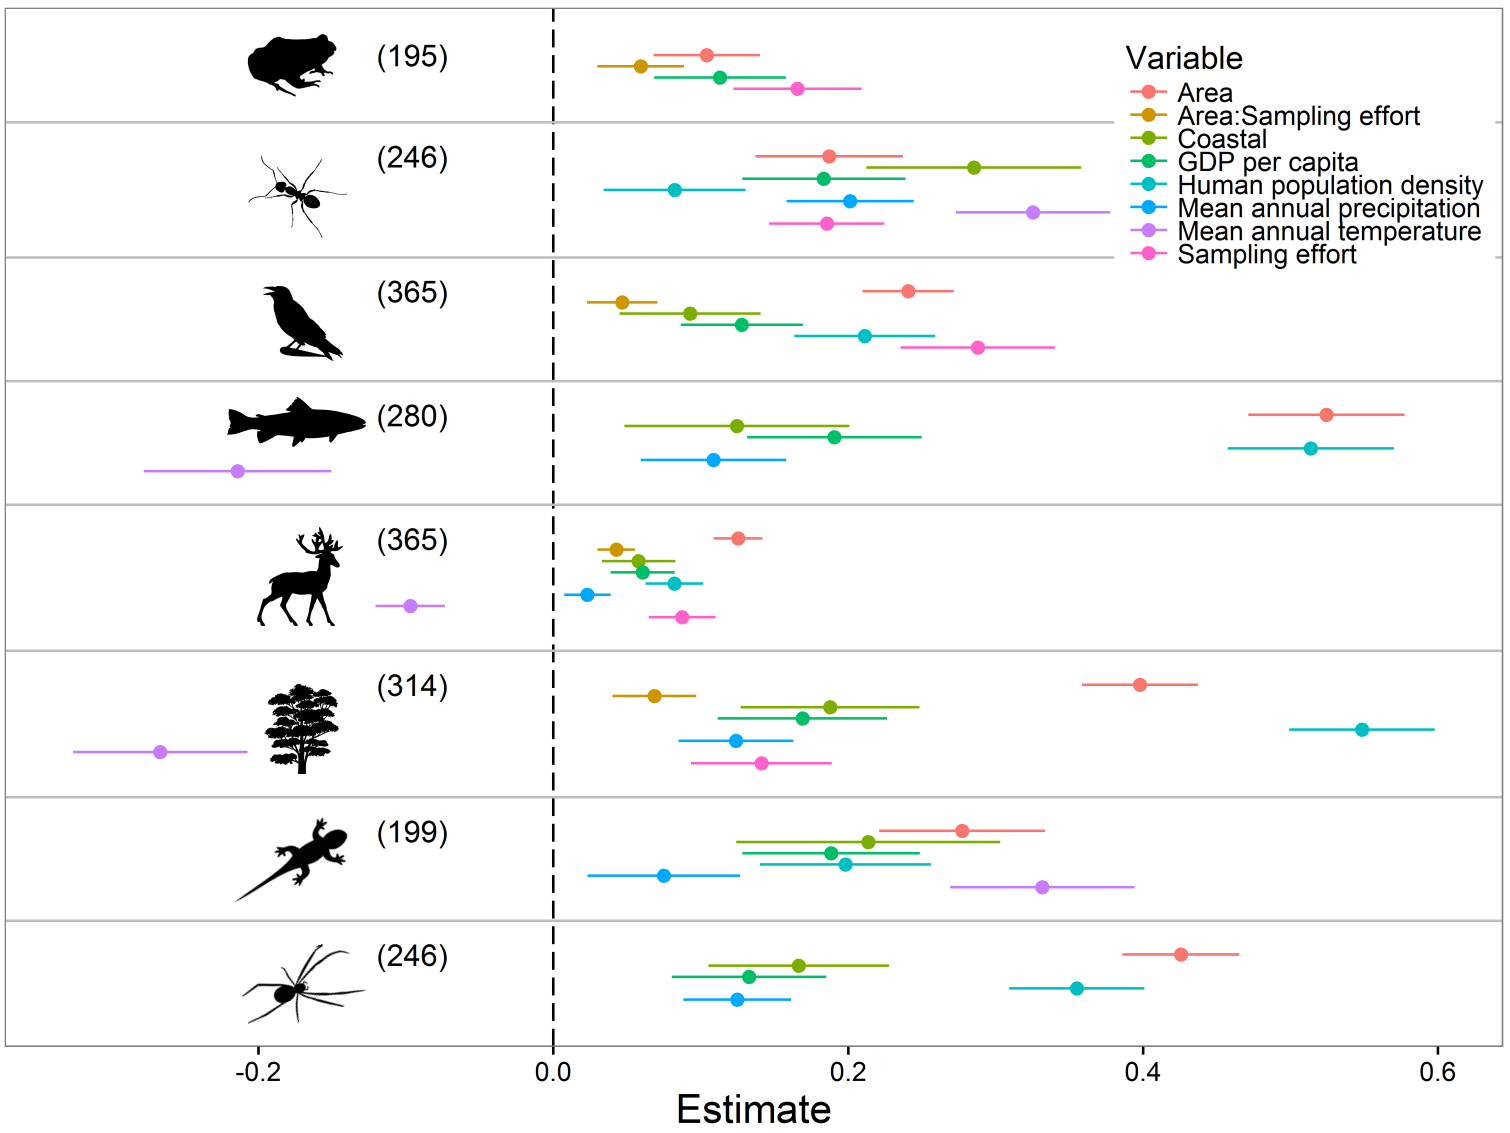 (195)
Variable
Area
Area:Sampling effort
Coastal
GDP per capita
Human population density
Mean annual precipitation
Mean annual temperature
Sampling effort
(246)
(365)
(280)
(365)
(314)
(199)
(246)
-0.2 0.0 0.2 0.4 0.6
Estimate